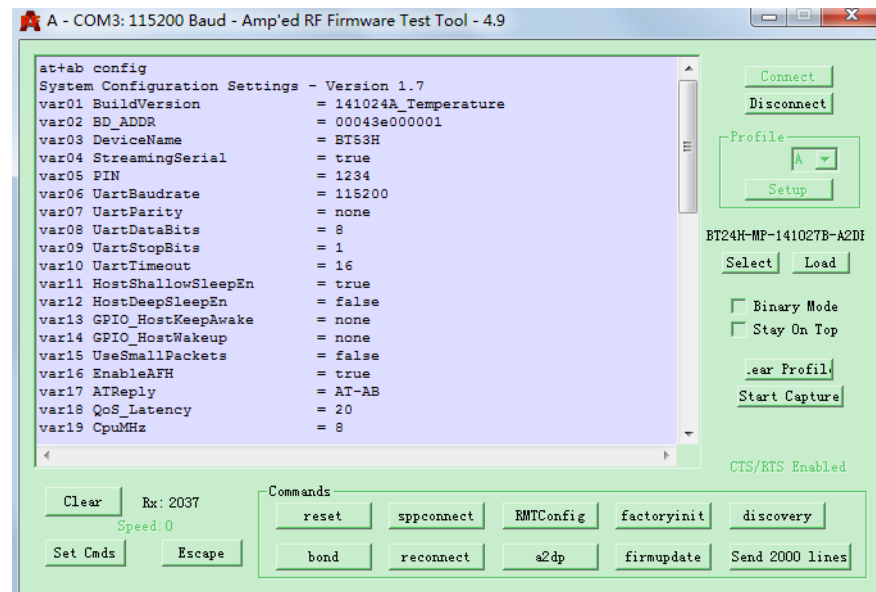 A - COM3: 115200 Baud - Amp'ed RF Firmware Test Tool - 4.9
at+ab config
System Configuration Settings - Version 1.7
var01 BuildVersion = 141024A_Temperature
var02 BD_ADDR = 00043e000001
var03 DeviceName = BT53H
var04 StreamingSerial = true
var05 PIN = 1234
var06 UartBaudrate = 115200
var07 UartParity = none
var08 UartDataBits = 8
var09 UartStopBits = 1
var10 UartTimeout = 16
var11 HostShallowSleepEn = true
var12 HostDeepSleepEn = false
var13 GPIO_HostKeepAwake = none
var14 GPIO_HostWakeup = none
var15 UseSmallPackets = false
var16 EnableAFH = true
var17 ATReply = AT-AB
var18 QoS_Latency = 20
var19 CpuMHz = 8
Connect
Disconnect
Profile
A
Setup
BT24H-MP-141027B-A2DF
Select Load
Binary Mode
Stay On Top
.ear Profil
Start Capture
CTS/RTS Enabled
Clear Rx: 2037
Speed: 0
Set Cmds Escape
Commands
reset sppconnect RMTConfig factoryinit discovery
bond reconnect a2dp firmupdate Send 2000 lines